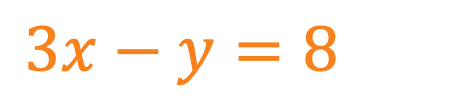 3x − y = 8